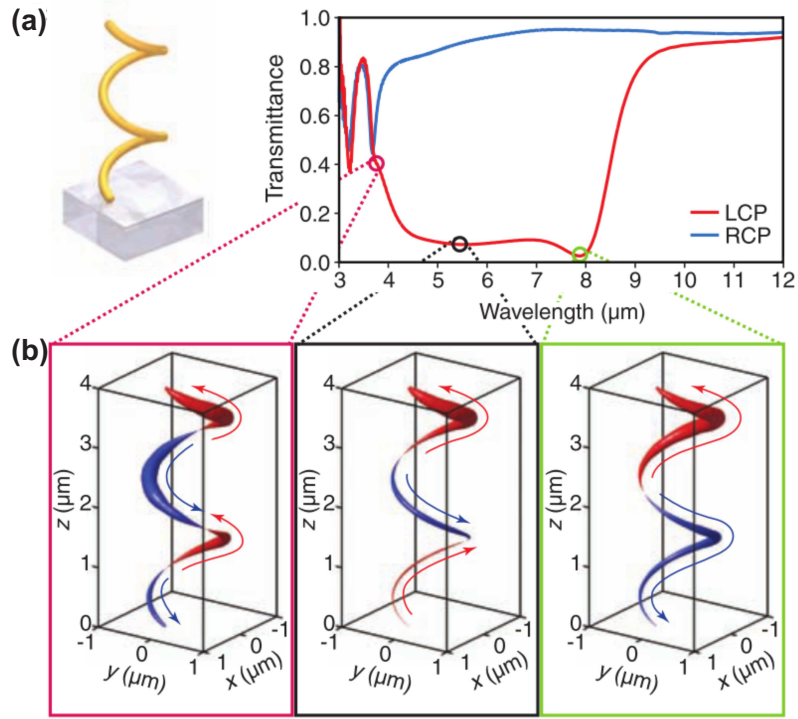 (a)
Transmittance
1.0
0.8
0.6
0.4
0.2
0.0
3 4 5 6 7 8 9 10 11 12
Wavelength (μm)
LCP
RCP
(b)
z (μm)
4
3
2
1
0
-1 0 1
y (μm)
1 0 -1
x (μm)
z (μm)
4
3
2
1
0
-1 0 1
y (μm)
1 0 -1
x (μm)
z (μm)
4
3
2
1
0
-1 0 1
y (μm)
1 0 -1
x (μm)